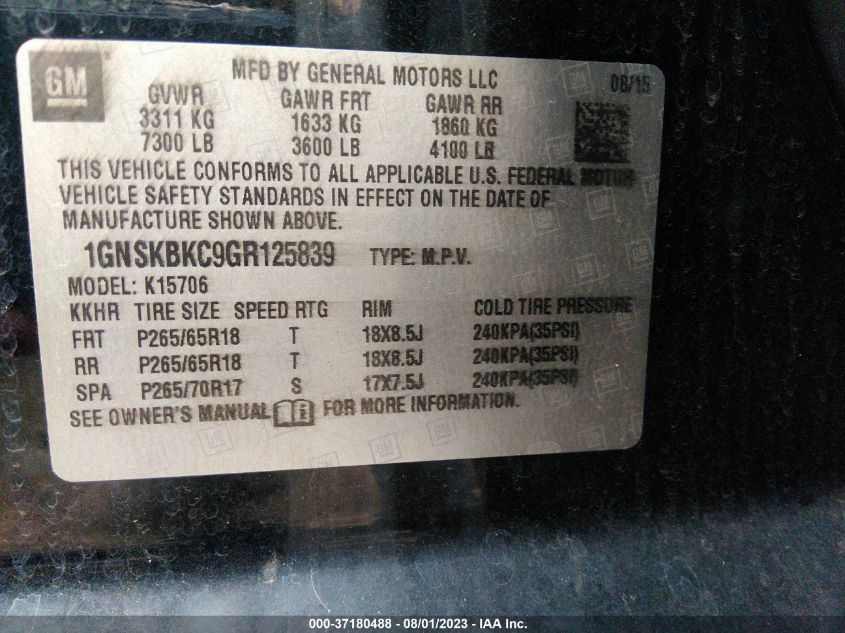 GM
MFD BY GENERAL MOTORS LLC
08/15
GVWR GAWR FRT GAWR RR
3311 KG 1633 KG 1860 KG
7300 LB 3600 LB 4100 LB
THIS VEHICLE CONFORMS TO ALL APPLICABLE U.S. FEDERAL MOTOR
VEHICLE SAFETY STANDARDS IN EFFECT ON THE DATE OF
MANUFACTURE SHOWN ABOVE.
1GNSKBKC9GR125839 TYPE: M.P.V.
MODEL: K15706
KKHR TIRE SIZE SPEED RTG RIM COLD TIRE PRESSURE
FRT P265/65R18 T 18X8.5J 240KPA(35PSI)
RR P265/65R18 T 18X8.5J 240KPA(35PSI)
SPA P265/70R17 S 17X7.5J 240KPA(35PSI)
SEE OWNER'S MANUAL FOR MORE INFORMATION.
000-37180488 - 08/01/2023 - IAA Inc.